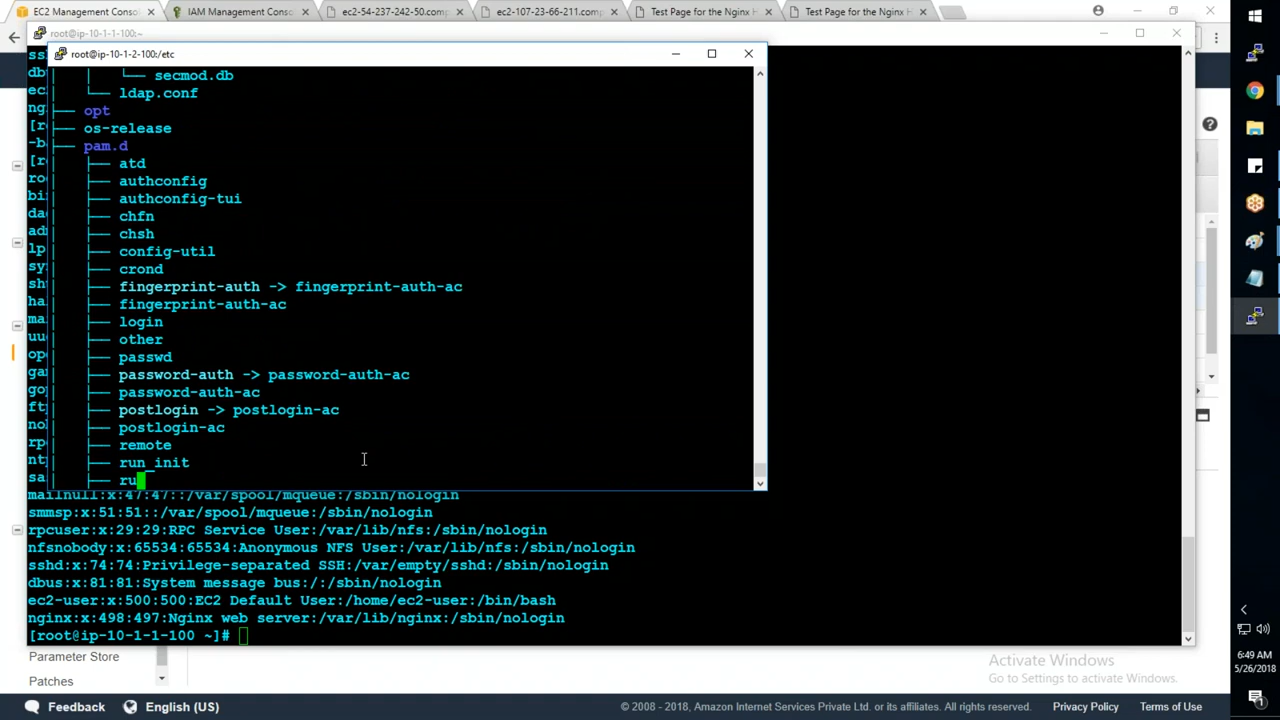 EC2 Management Consol
IAM Management Conso
ec2-54-237-242-50.comp
ec2-107-23-66-211.comp
Test Page for the Nginx H
Test Page for the Nginx H
root@ip-10-1-1-100:~
root@ip-10-1-2-100:/etc
│   │   └── secmod.db
│   └── ldap.conf
├── opt
├── os-release
├── pam.d
│   ├── atd
│   ├── authconfig
│   ├── authconfig-tui
│   ├── chfn
│   ├── chsh
│   ├── config-util
│   ├── crond
│   ├── fingerprint-auth -> fingerprint-auth-ac
│   ├── fingerprint-auth-ac
│   ├── login
│   ├── other
│   ├── passwd
│   ├── password-auth -> password-auth-ac
│   ├── password-auth-ac
│   ├── postlogin -> postlogin-ac
│   ├── postlogin-ac
│   ├── remote
│   ├── run_init
│   ├── ru
mailnull:x:47:47::/var/spool/mqueue:/sbin/nologin
smmsp:x:51:51::/var/spool/mqueue:/sbin/nologin
rpcuser:x:29:29:RPC Service User:/var/lib/nfs:/sbin/nologin
nfsnobody:x:65534:65534:Anonymous NFS User:/var/lib/nfs:/sbin/nologin
sshd:x:74:74:Privilege-separated SSH:/var/empty/sshd:/sbin/nologin
dbus:x:81:81:System message bus:/:/sbin/nologin
ec2-user:x:500:500:EC2 Default User:/home/ec2-user:/bin/bash
nginx:x:498:497:Nginx web server:/var/lib/nginx:/sbin/nologin
[root@ip-10-1-1-100 ~]#
Parameter Store
Patches
Activate Windows
Go to Settings to activate Windows.
Feedback
English (US)
© 2008 - 2018, Amazon Internet Services Private Ltd. or its affiliates. All rights reserved.
Privacy Policy
Terms of Use
6:49 AM
5/26/2018
1